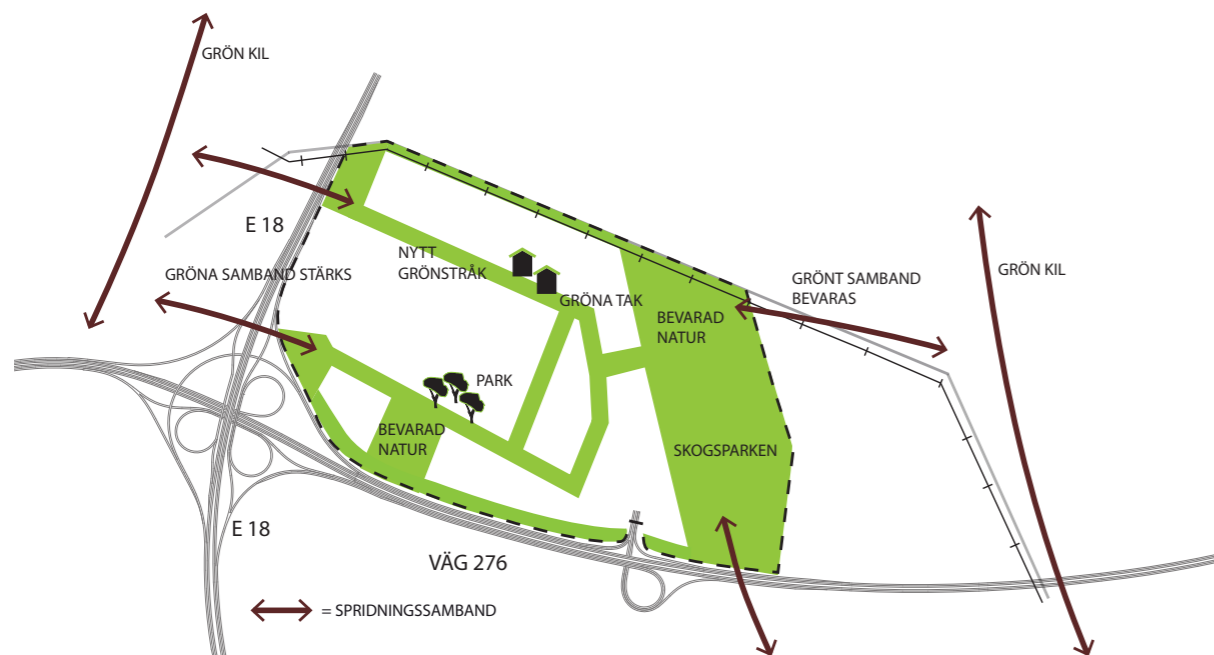 GRÖN KIL
E 18
NYTT
GRÖNSTRÅK
GRÖNA SAMBAND STÄRKS
GRÖNA TAK
GRÖNT SAMBAND
BEVARAS
GRÖN KIL
BEVARAD
NATUR
PARK
BEVARAD
NATUR
SKOGSPARKEN
E 18
VÄG 276
= SPRIDNINGSSAMBAND